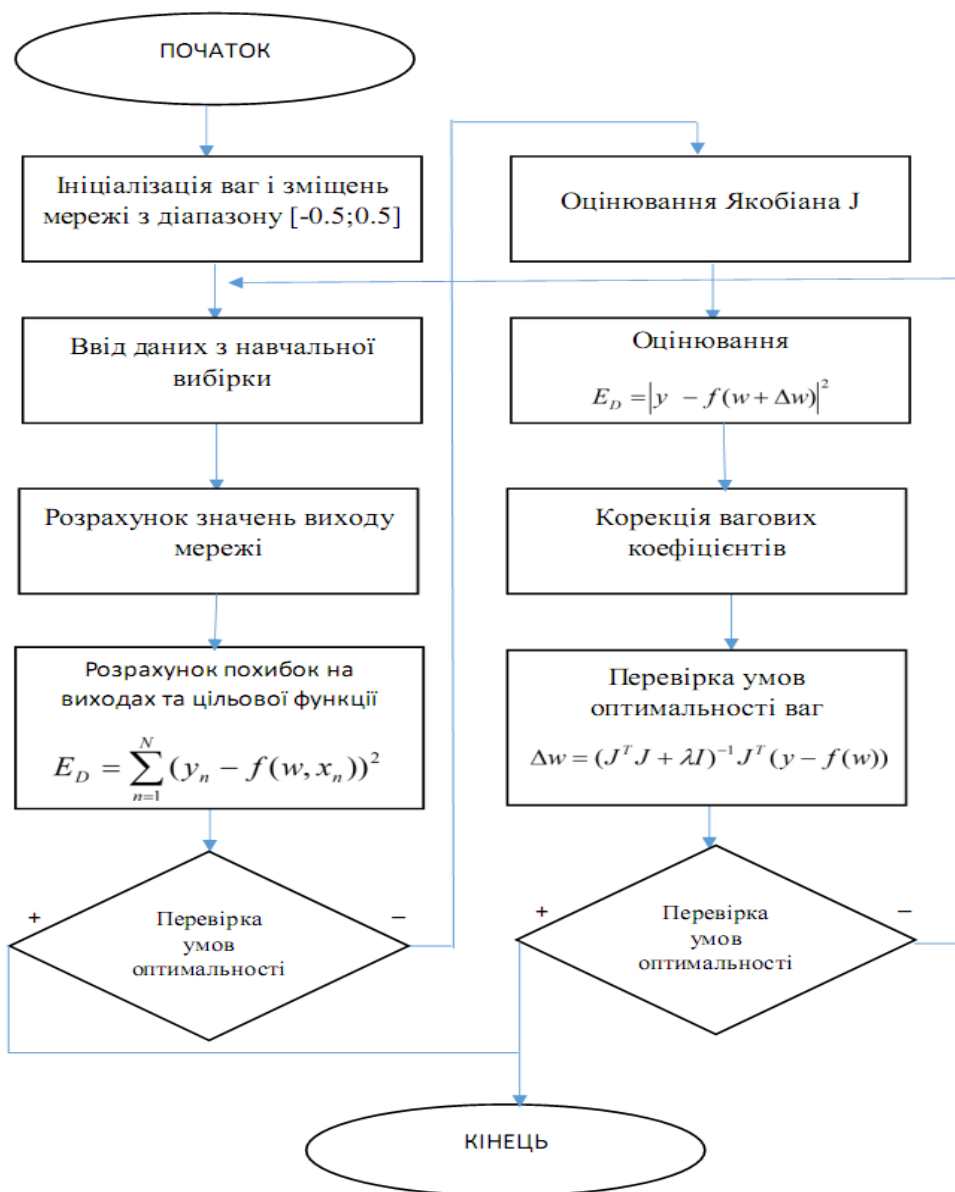 ПОЧАТОК
Ініціалізація ваг і зміщень
мережі з діапазону [-0.5;0.5]
Ввід даних з навчальної
вибірки
Розрахунок значень виходу
мережі
Розрахунок похибок на
виходах та цільової функції
E_D = \sum_{n=1}^{N} (y_n − f(w, x_n))^2
+
−
Перевірка
умов
оптимальності
Оцінювання Якобіана J
Оцінювання
E_D = |y − f(w + Δw)|^2
Корекція вагових
коефіцієнтів
Перевірка умов
оптимальності ваг
Δw = (J^T J + λI)^{−1} J^T (y − f(w))
+
−
Перевірка
умов
оптимальності
КІНЕЦЬ